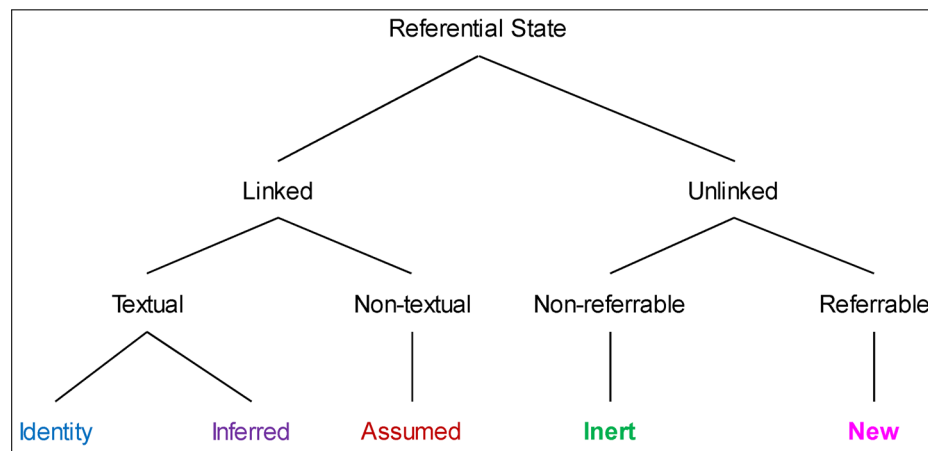 Referential State
Linked Unlinked
Textual Non-textual Non-referrable Referrable
Identity Inferred Assumed Inert New